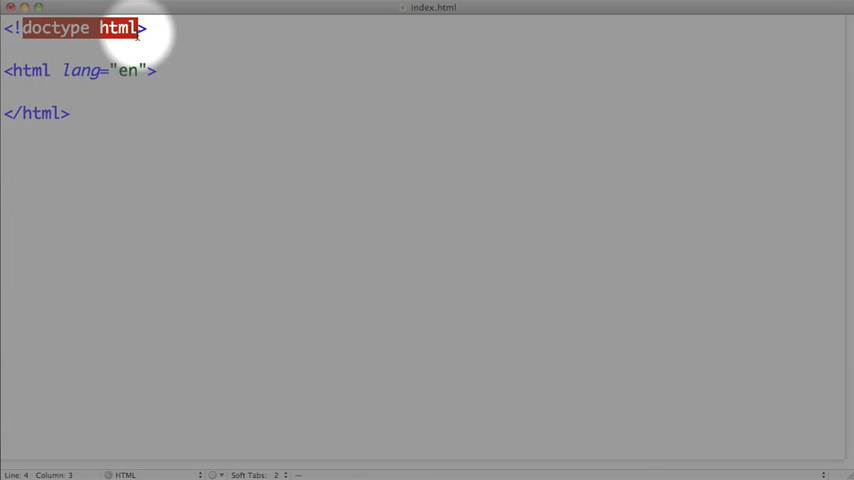 index.html
<!doctype html>
<html lang="en">
</html>
Line: 4 Column: 3 HTML Soft Tabs: 2 —